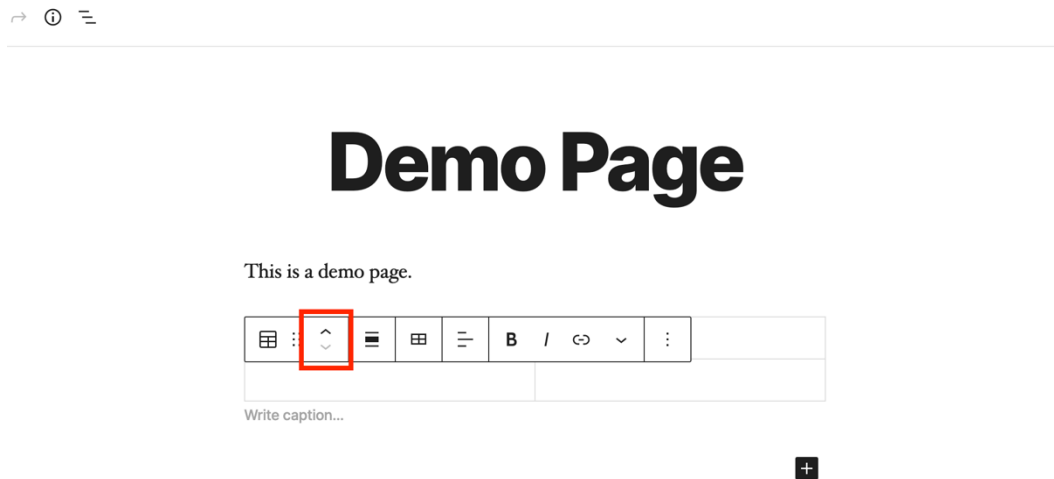 Demo Page
This is a demo page.
B I
Write caption...